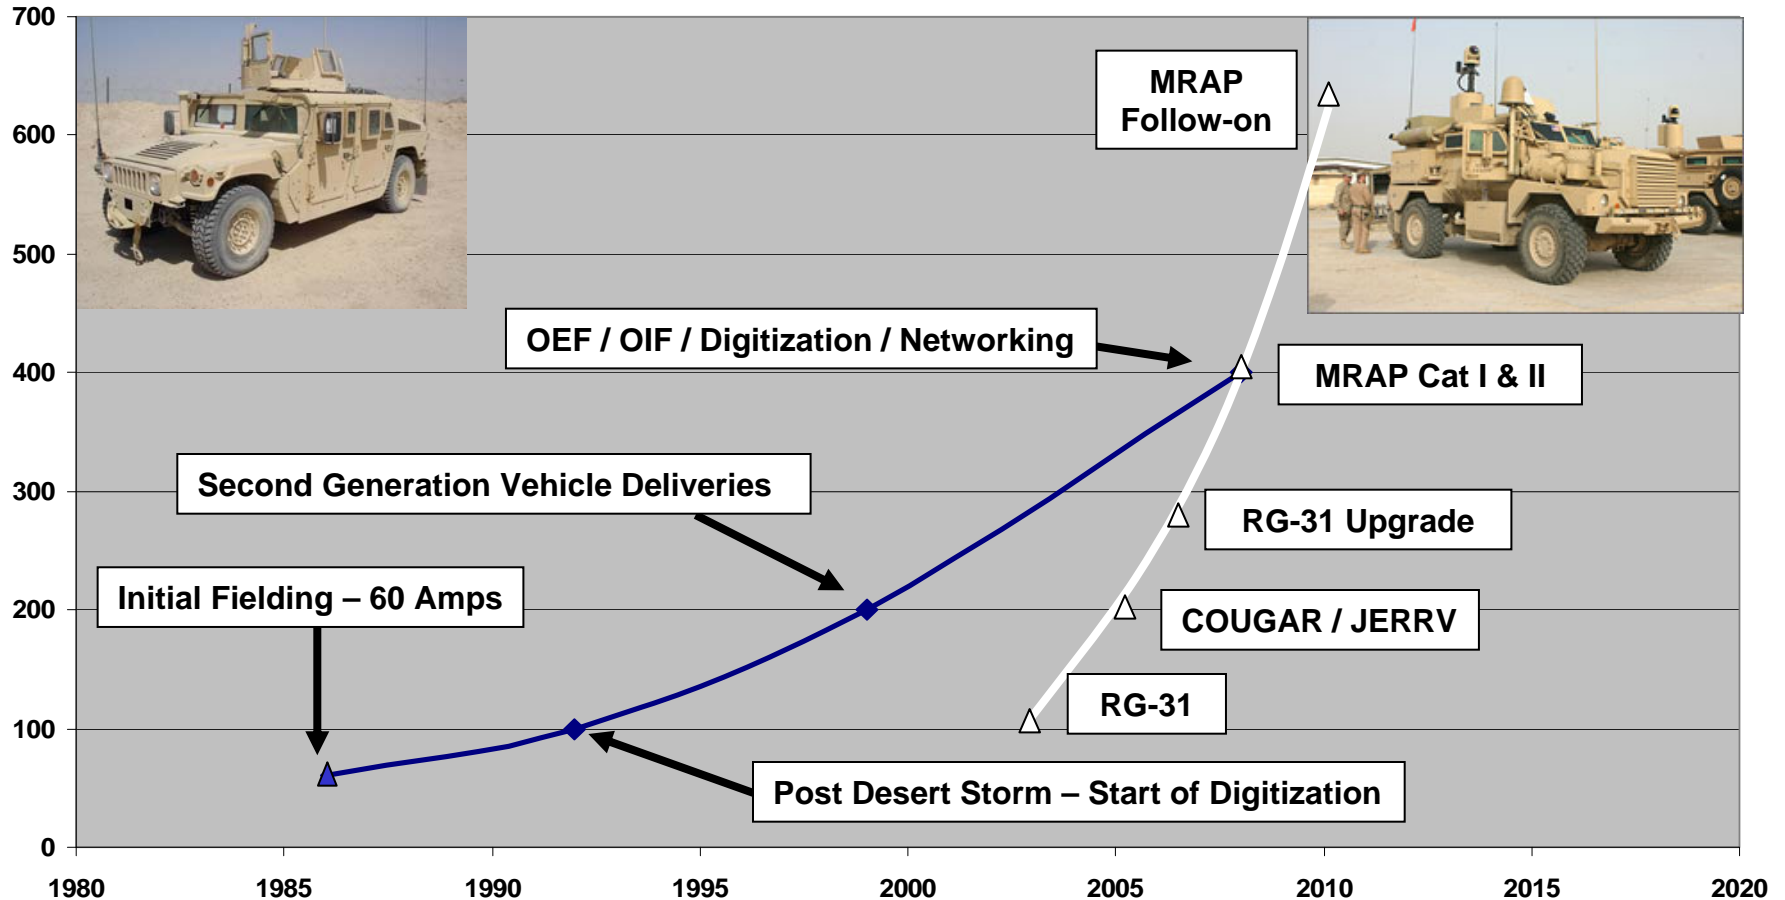 700
600
500
400
300
200
100
0
MRAP
Follow-on
OEF / OIF / Digitization / Networking
MRAP Cat I & II
Second Generation Vehicle Deliveries
RG-31 Upgrade
Initial Fielding – 60 Amps
COUGAR / JERRV
RG-31
Post Desert Storm – Start of Digitization
1980 1985 1990 1995 2000 2005 2010 2015 2020